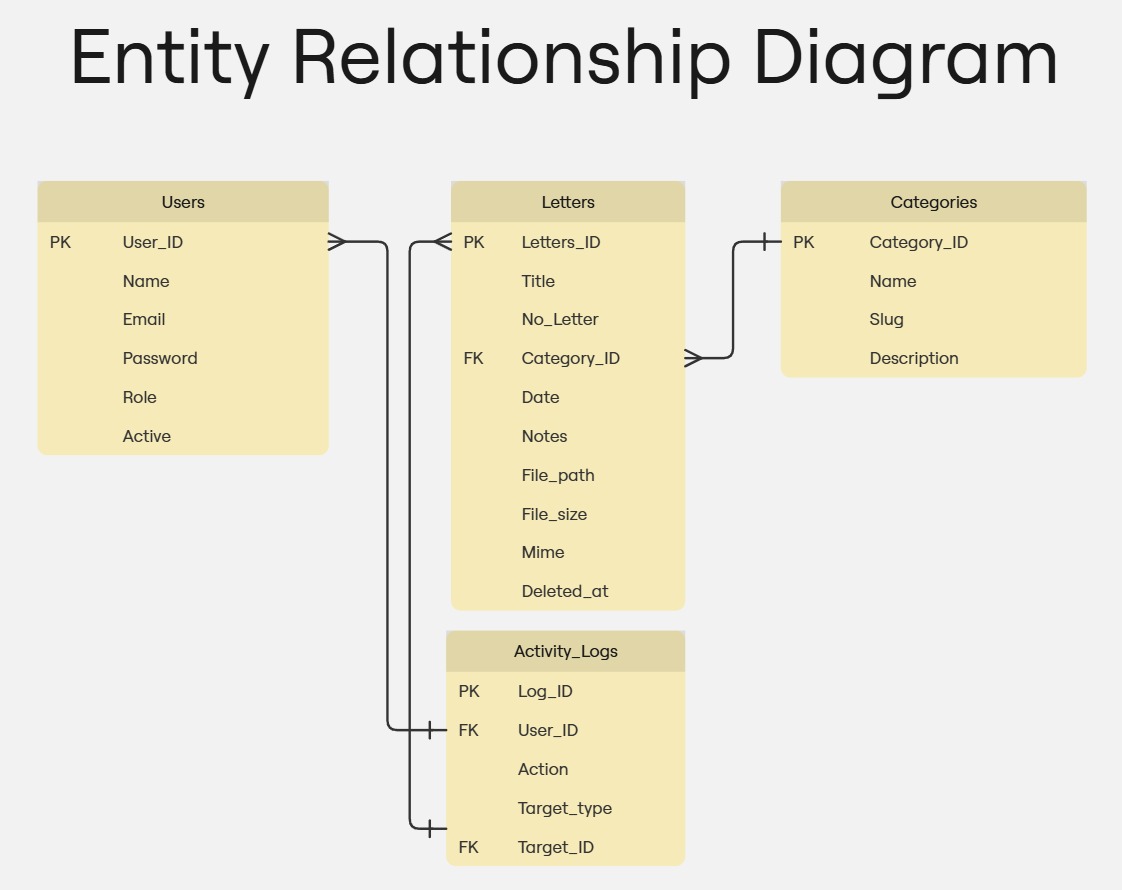 Entity Relationship Diagram
Users
PK User_ID
Name
Email
Password
Role
Active
Letters
PK Letters_ID
Title
No_Letter
FK Category_ID
Date
Notes
File_path
File_size
Mime
Deleted_at
Categories
PK Category_ID
Name
Slug
Description
Activity_Logs
PK Log_ID
FK User_ID
Action
Target_type
FK Target_ID